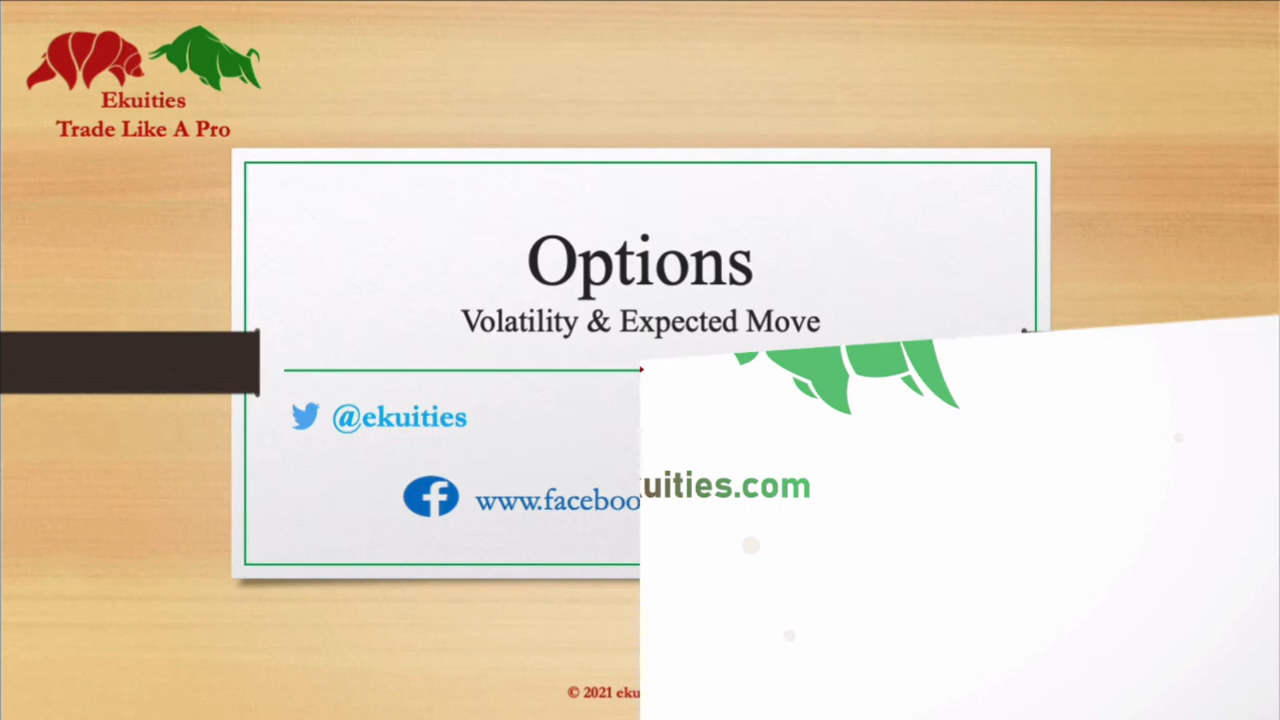 Ekuities
Trade Like A Pro
Options
Volatility & Expected Move
@ekuities
www.faceboo
uities.com
© 2021 eku